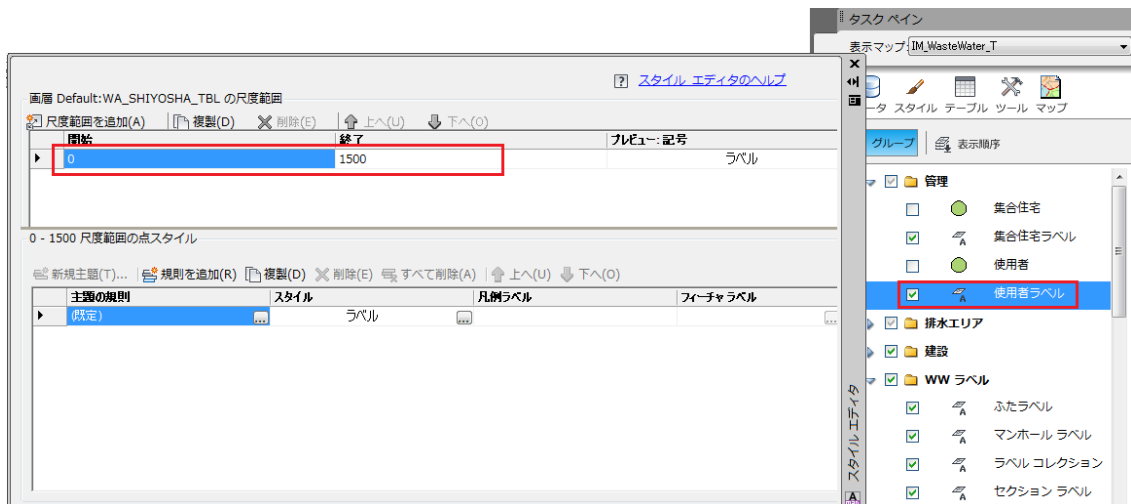 タスク ペイン
表示マップ: IM_WasteWater_T
スタイル エディタのヘルプ
画層 Default:WA_SHIYOSHA_TBL の尺度範囲
尺度範囲を追加(A) 複製(D) 削除(E) 上へ(U) 下へ(O)
開始 終了 プレビュー: 記号
0 1500 ラベル
0 - 1500 尺度範囲の点スタイル
新規主題(T)... 規則を追加(R) 複製(D) 削除(E) すべて削除(A) 上へ(U) 下へ(O)
主題の規則 スタイル 凡例ラベル フィーチャ ラベル
(既定) ... ラベル ... ...
スタイル エディタ
ータ スタイル テーブル ツール マップ
グループ 表示順序
管理
集合住宅
集合住宅ラベル
使用者
使用者ラベル
排水エリア
建設
WW ラベル
ふたラベル
マンホール ラベル
ラベル コレクション
セクション ラベル